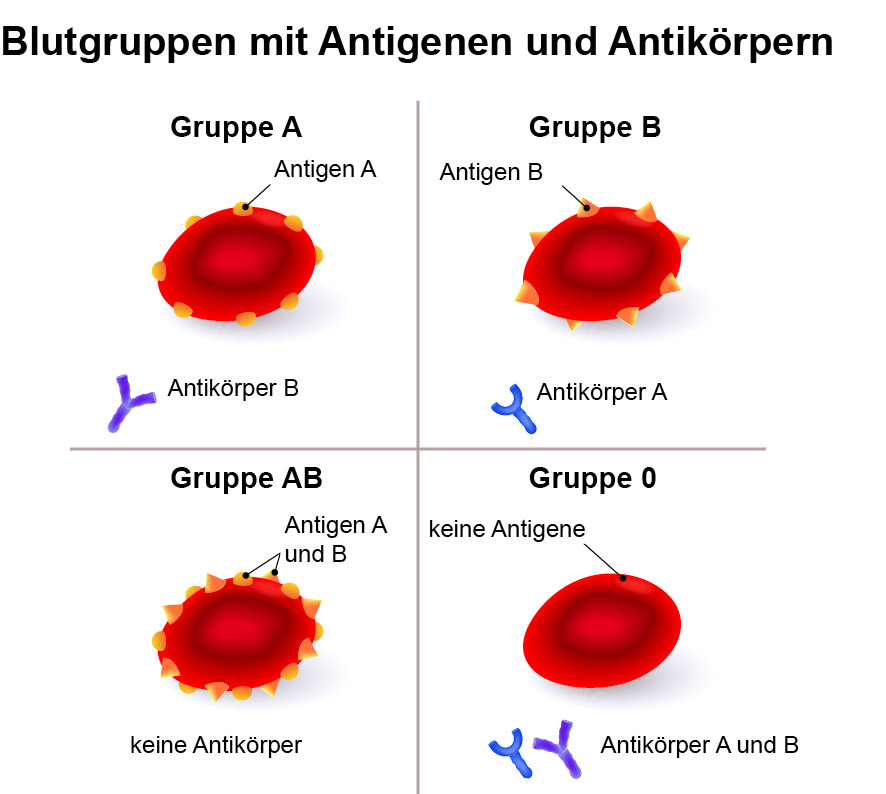 Blutgruppen mit Antigenen und Antikörpern
Gruppe A
Antigen A
Antikörper B
Gruppe B
Antigen B
Antikörper A
Gruppe AB
Antigen A
und B
keine Antikörper
Gruppe 0
keine Antigene
Antikörper A und B